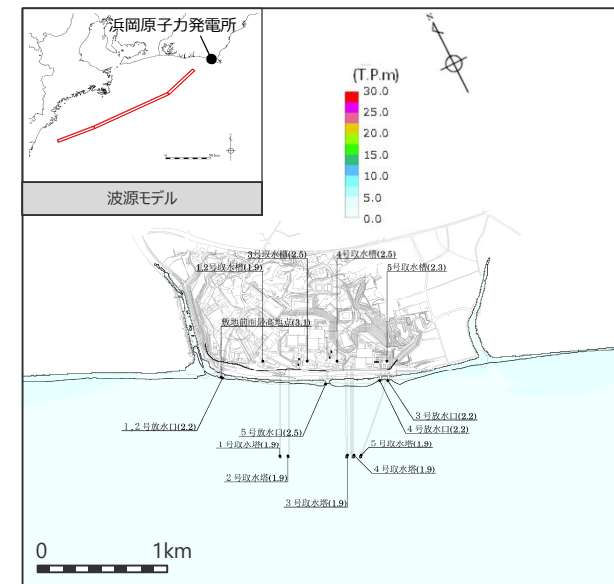 浜岡原子力発電所
波源モデル
N
(T.P.m)
30.0
25.0
20.0
15.0
10.0
5.0
0.0
3号取水槽(2.5)
4号取水槽(2.5)
1,2号取水槽(1.9)
5号取水槽(2.3)
敷地前面最高地点(3.1)
1,2号放水口(2.2)
5号放水口(2.5)
3号放水口(2.2)
4号放水口(2.2)
1号取水塔(1.9)
5号取水塔(1.9)
2号取水塔(1.9)
4号取水塔(1.9)
3号取水塔(1.9)
0 1km